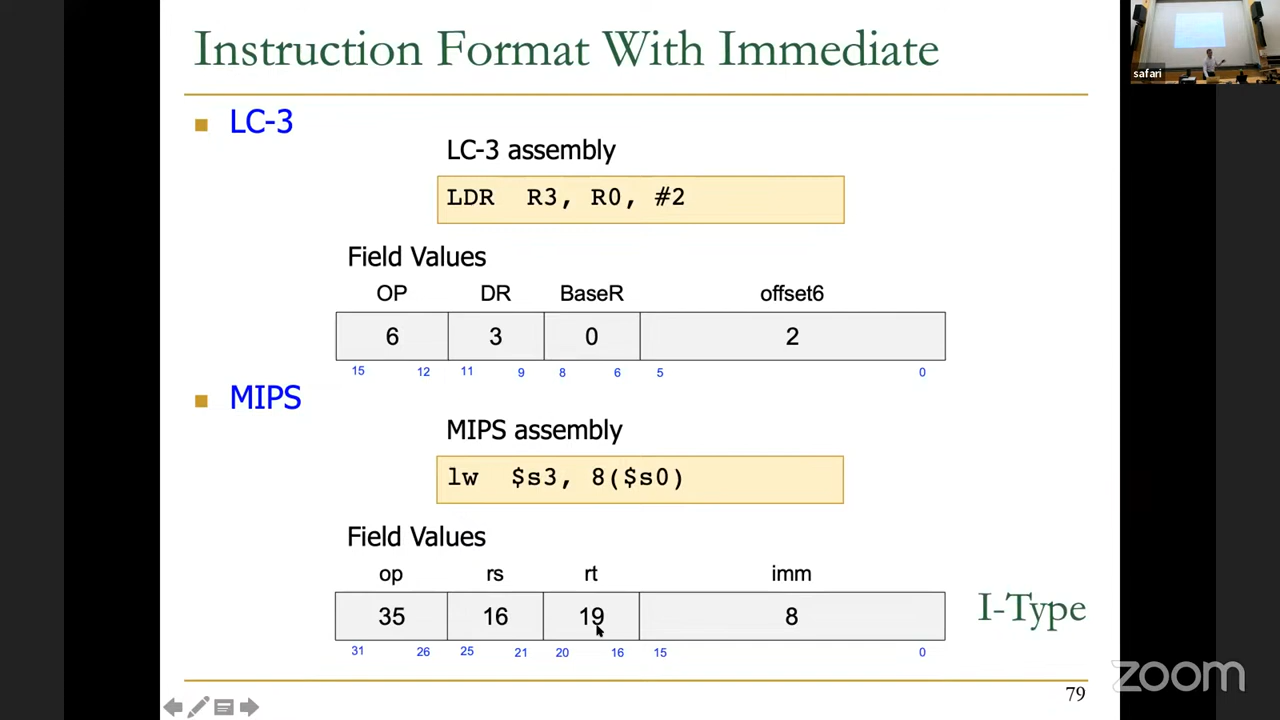 Instruction Format With Immediate
safari
LC-3
LC-3 assembly
LDR R3, R0, #2
Field Values
OP DR BaseR offset6
6 3 0 2
15 12 11 9 8 6 5 0
MIPS
MIPS assembly
lw $s3, 8($s0)
Field Values
op rs rt imm
35 16 19 8
I-Type
31 26 25 21 20 16 15 0
zoom
79